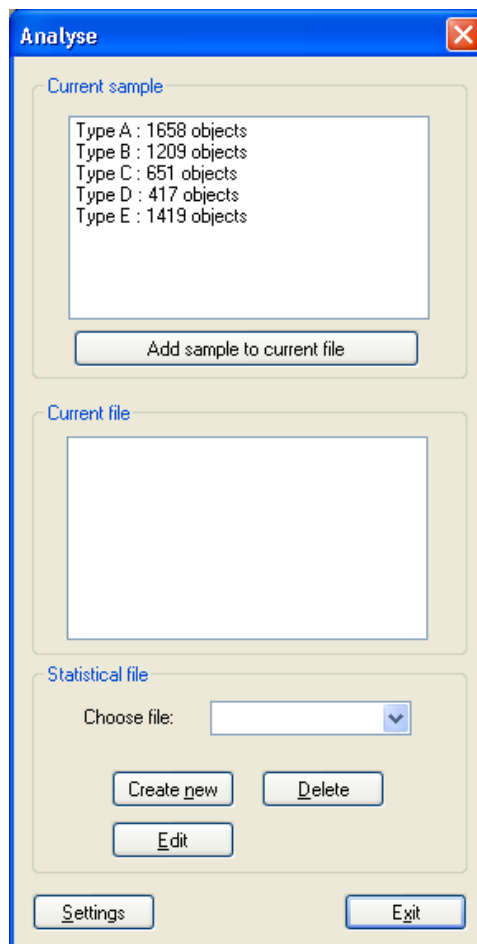 Analyse
Current sample
Type A : 1658 objects
Type B : 1209 objects
Type C : 651 objects
Type D : 417 objects
Type E : 1419 objects
Add sample to current file
Current file
Statistical file
Choose file:
Create new Delete
Edit
Settings Exit